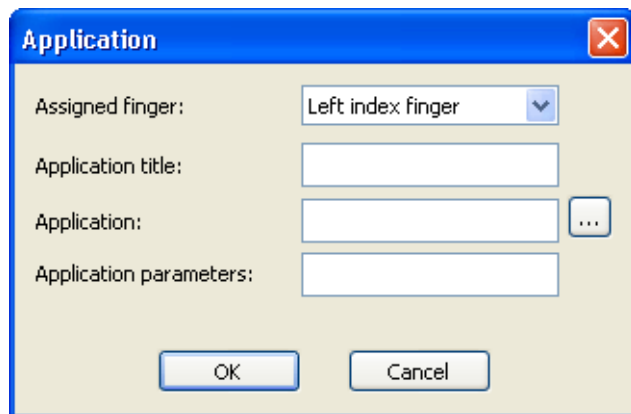 Application
Assigned finger: Left index finger
Application title:
Application: ...
Application parameters:
OK Cancel